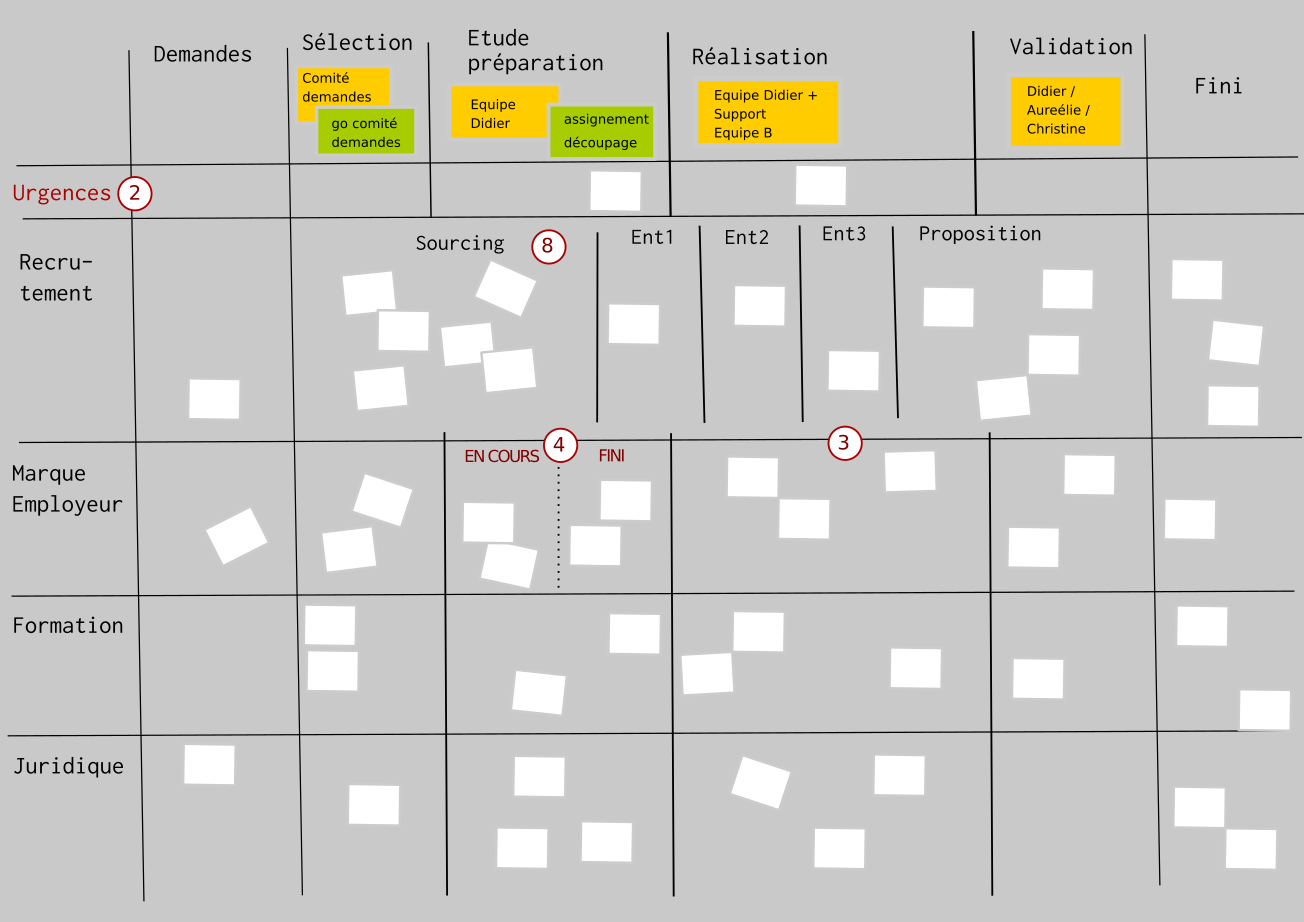 Demandes
Sélection
Etude
préparation
Réalisation
Validation
Fini
Comité
demandes
go comité
demandes
Equipe
Didier
assignement
découpage
Equipe Didier +
Support
Equipe B
Didier /
Aureélie /
Christine
Urgences
2
Recru-
tement
Sourcing
8
Ent1
Ent2
Ent3
Proposition
Marque
Employeur
EN COURS
4
FINI
3
Formation
Juridique